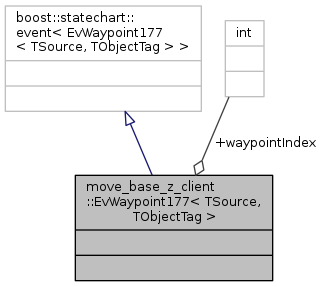 boost::statechart::
event< EvWaypoint177
< TSource, TObjectTag > >
int
+waypointIndex
move_base_z_client
::EvWaypoint177< TSource,
TObjectTag >